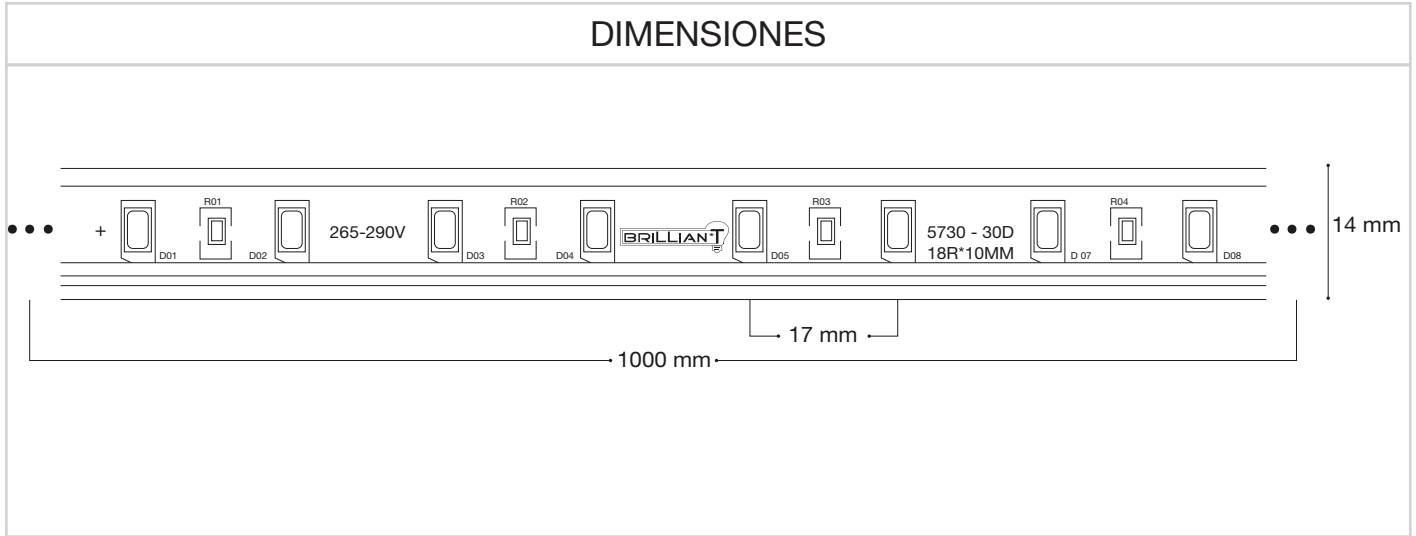 DIMENSIONES
R01
R02
R03
R04
+
265-290V
BRILLIANT
5730 - 30D
18R*10MM
D01
D02
D03
D04
D05
D 07
D08
14 mm
17 mm
1000 mm